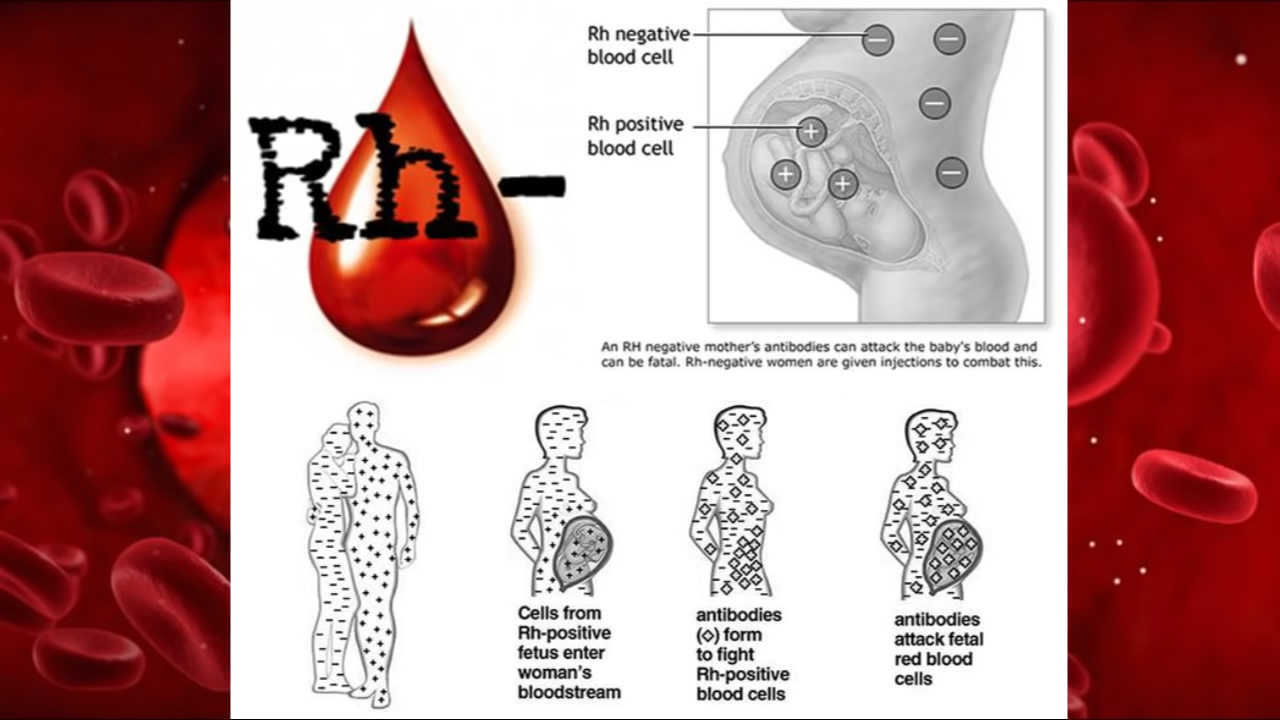 Rh-
Rh negative
blood cell
Rh positive
blood cell
An RH negative mother's antibodies can attack the baby's blood and
can be fatal. Rh-negative women are given injections to combat this.
Cells from
Rh-positive
fetus enter
woman's
bloodstream
antibodies
(◇) form
to fight
Rh-positive
blood cells
antibodies
attack fetal
red blood
cells